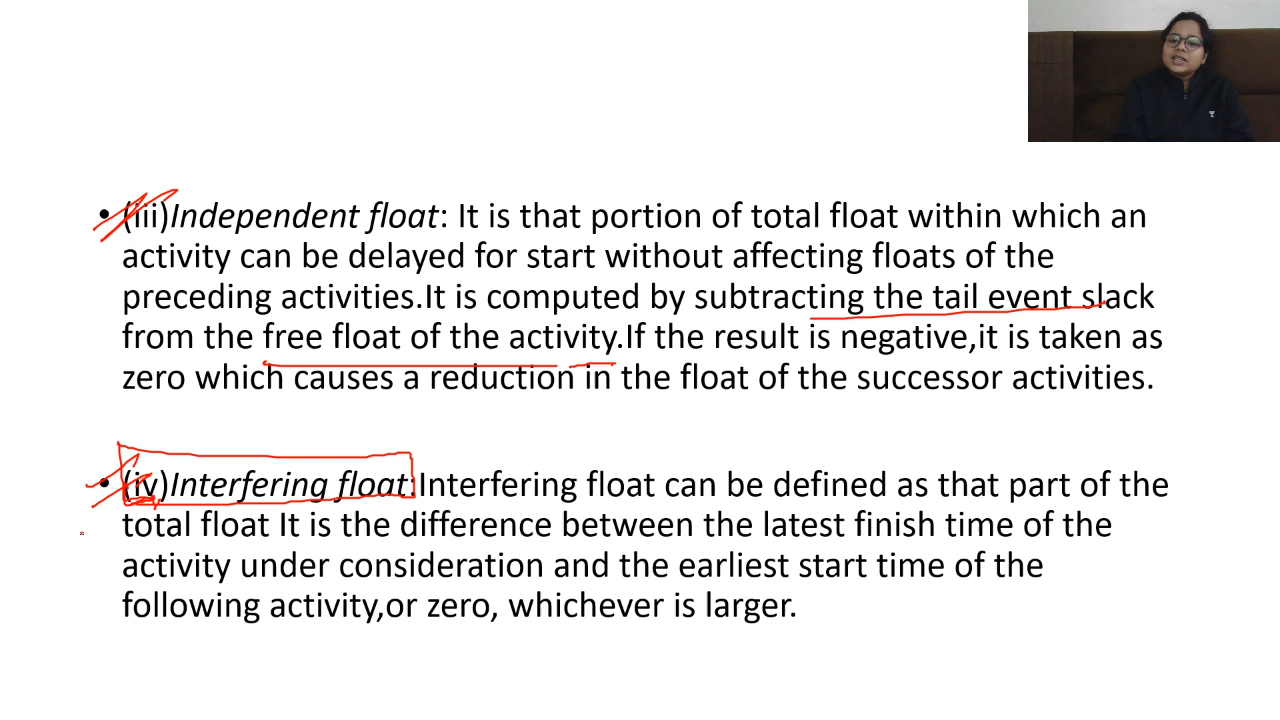 • (iii)Independent float: It is that portion of total float within which an
activity can be delayed for start without affecting floats of the
preceding activities.It is computed by subtracting the tail event slack
from the free float of the activity.If the result is negative,it is taken as
zero which causes a reduction in the float of the successor activities.
• (iv)Interfering float:Interfering float can be defined as that part of the
total float It is the difference between the latest finish time of the
activity under consideration and the earliest start time of the
following activity,or zero, whichever is larger.